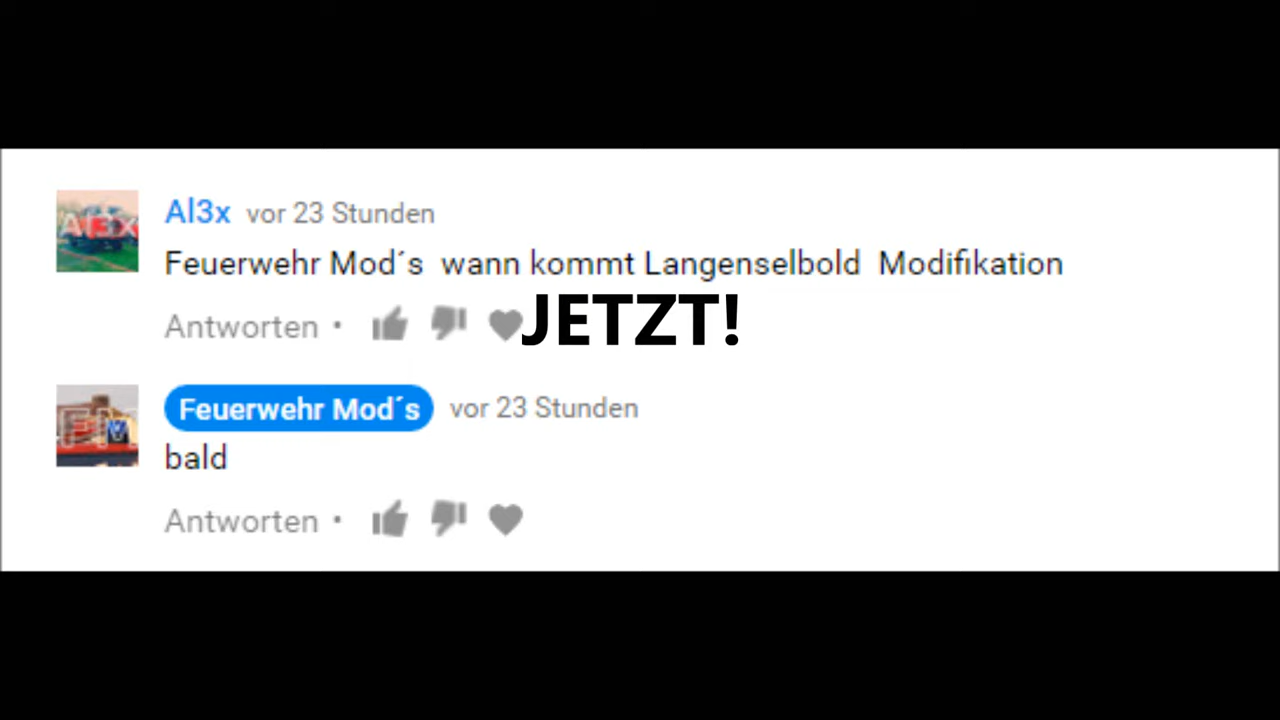 Al3x vor 23 Stunden
Feuerwehr Mod´s wann kommt Langenselbold Modifikation
Antworten •
JETZT!
Feuerwehr Mod´s vor 23 Stunden
bald
Antworten •